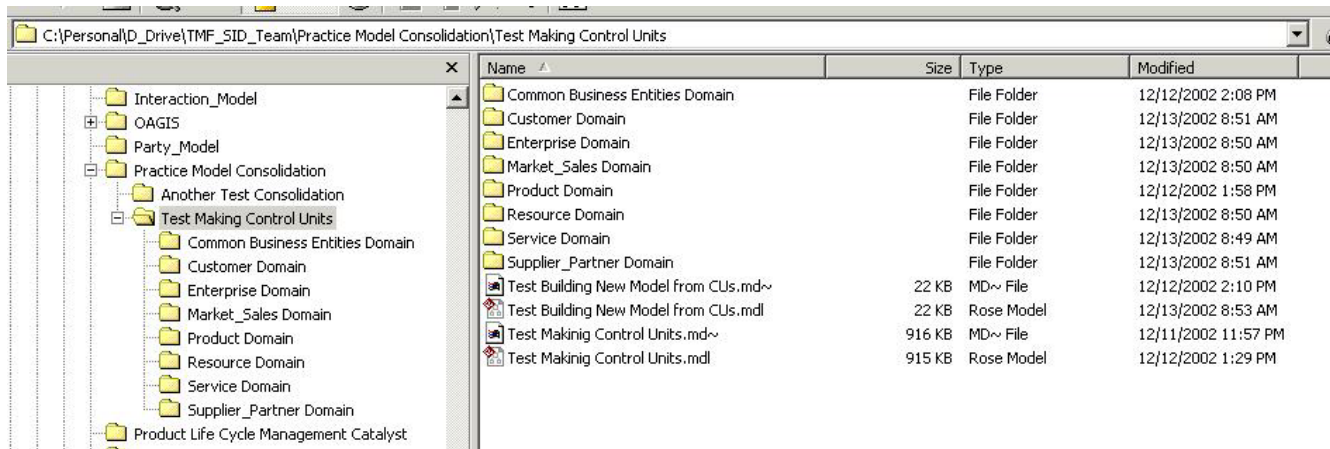 C:\Personal\D_Drive\TMF_SID_Team\Practice Model Consolidation\Test Making Control Units
Interaction_Model
OAGIS
Party_Model
Practice Model Consolidation
Another Test Consolidation
Test Making Control Units
Common Business Entities Domain
Customer Domain
Enterprise Domain
Market_Sales Domain
Product Domain
Resource Domain
Service Domain
Supplier_Partner Domain
Product Life Cycle Management Catalyst
Name Size Type Modified
Common Business Entities Domain File Folder 12/12/2002 2:08 PM
Customer Domain File Folder 12/13/2002 8:51 AM
Enterprise Domain File Folder 12/13/2002 8:50 AM
Market_Sales Domain File Folder 12/13/2002 8:50 AM
Product Domain File Folder 12/12/2002 1:58 PM
Resource Domain File Folder 12/13/2002 8:50 AM
Service Domain File Folder 12/13/2002 8:49 AM
Supplier_Partner Domain File Folder 12/13/2002 8:51 AM
Test Building New Model from CUs.md~ 22 KB MD~ File 12/12/2002 2:10 PM
Test Building New Model from CUs.mdl 22 KB Rose Model 12/13/2002 8:53 AM
Test Makinig Control Units.md~ 916 KB MD~ File 12/11/2002 11:57 PM
Test Makinig Control Units.mdl 915 KB Rose Model 12/12/2002 1:29 PM